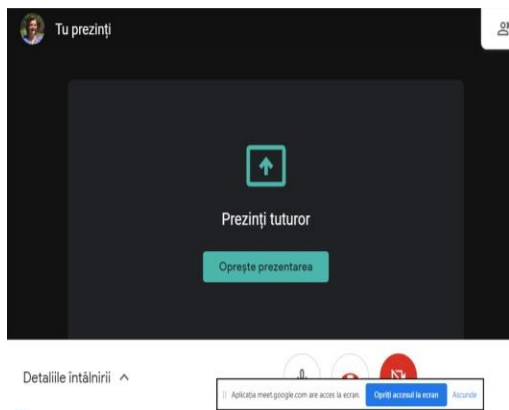 Tu prezinți
Prezinți tuturor
Oprește prezentarea
Detaliile întâlnirii
Aplicația meet.google.com are acces la ecran. Opriți accesul la ecran Ascunde